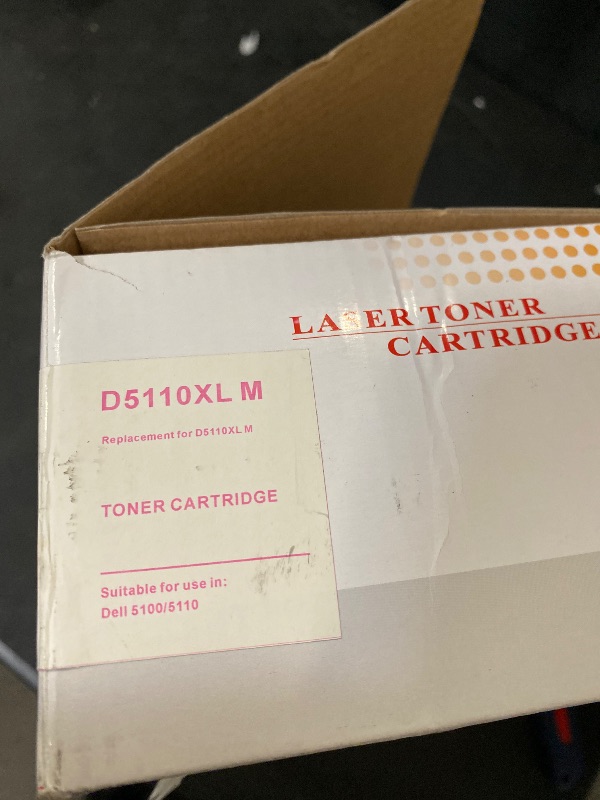 LASER TONER
CARTRIDGE
D5110XL M
Replacement for D5110XL M
TONER CARTRIDGE
Suitable for use in:
Dell 5100/5110